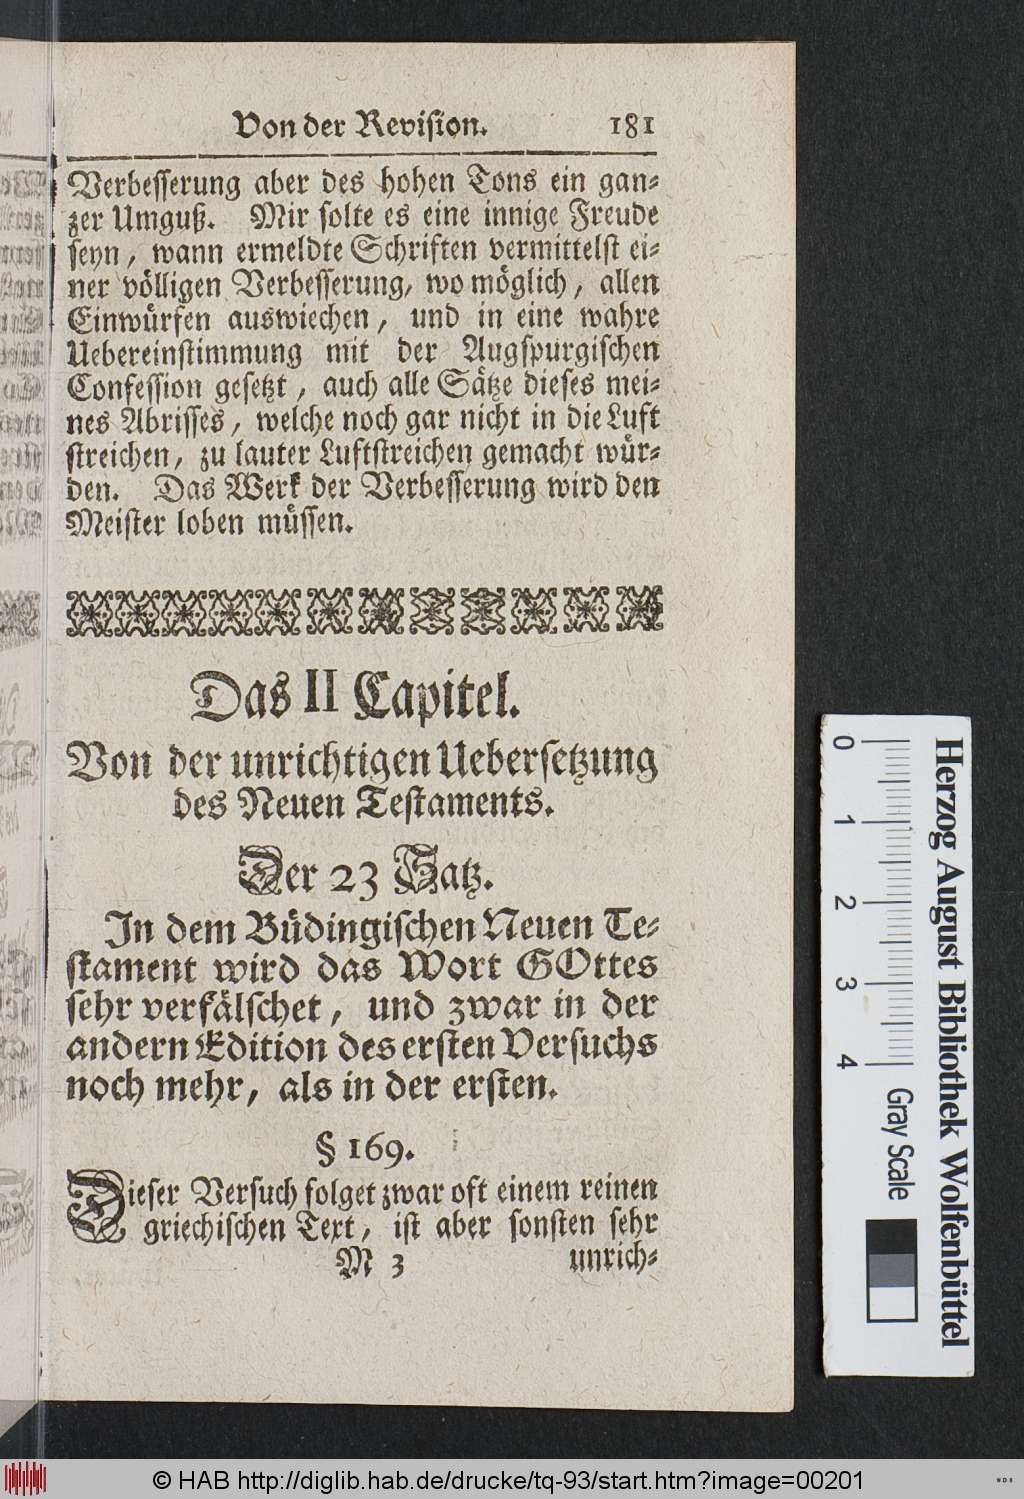 Von der Revision. 181
Verbesserung aber des hohen Tons ein gan-
zer Umguß. Mir solte es eine innige Freude
seyn, wann ermeldte Schriften vermittelst ei-
ner völligen Verbesserung, wo möglich, allen
Einwürfen auswiechen, und in eine wahre
Uebereinstimmung mit der Augspurgischen
Confession gesetzt, auch alle Sätze dieses mei-
nes Abrisses, welche noch gar nicht in die Luft
streichen, zu lauter Luftstreichen gemacht wür-
den. Das Werk der Verbesserung wird den
Meister loben müssen.
Das II Capitel.
Von der unrichtigen Uebersetzung
des Neuen Testaments.
Der 23 Satz.
In dem Büdingischen Neuen Te-
stament wird das Wort GOttes
sehr verfälschet, und zwar in der
andern Edition des ersten Versuchs
noch mehr, als in der ersten.
§ 169.
Dieser Versuch folget zwar oft einem reinen
griechischen Text, ist aber sonsten sehr
M 3 unrich-
0 1 2 3 4 Gray Scale
Herzog August Bibliothek Wolfenbüttel
© HAB http://diglib.hab.de/drucke/tq-93/start.htm?image=00201